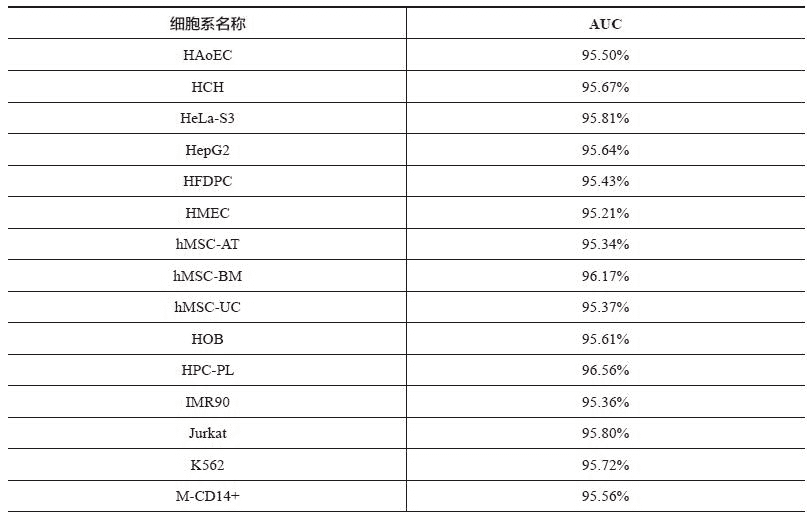 细胞系名称 AUC
HAoEC 95.50%
HCH 95.67%
HeLa-S3 95.81%
HepG2 95.64%
HFDPC 95.43%
HMEC 95.21%
hMSC-AT 95.34%
hMSC-BM 96.17%
hMSC-UC 95.37%
HOB 95.61%
HPC-PL 96.56%
IMR90 95.36%
Jurkat 95.80%
K562 95.72%
M-CD14+ 95.56%